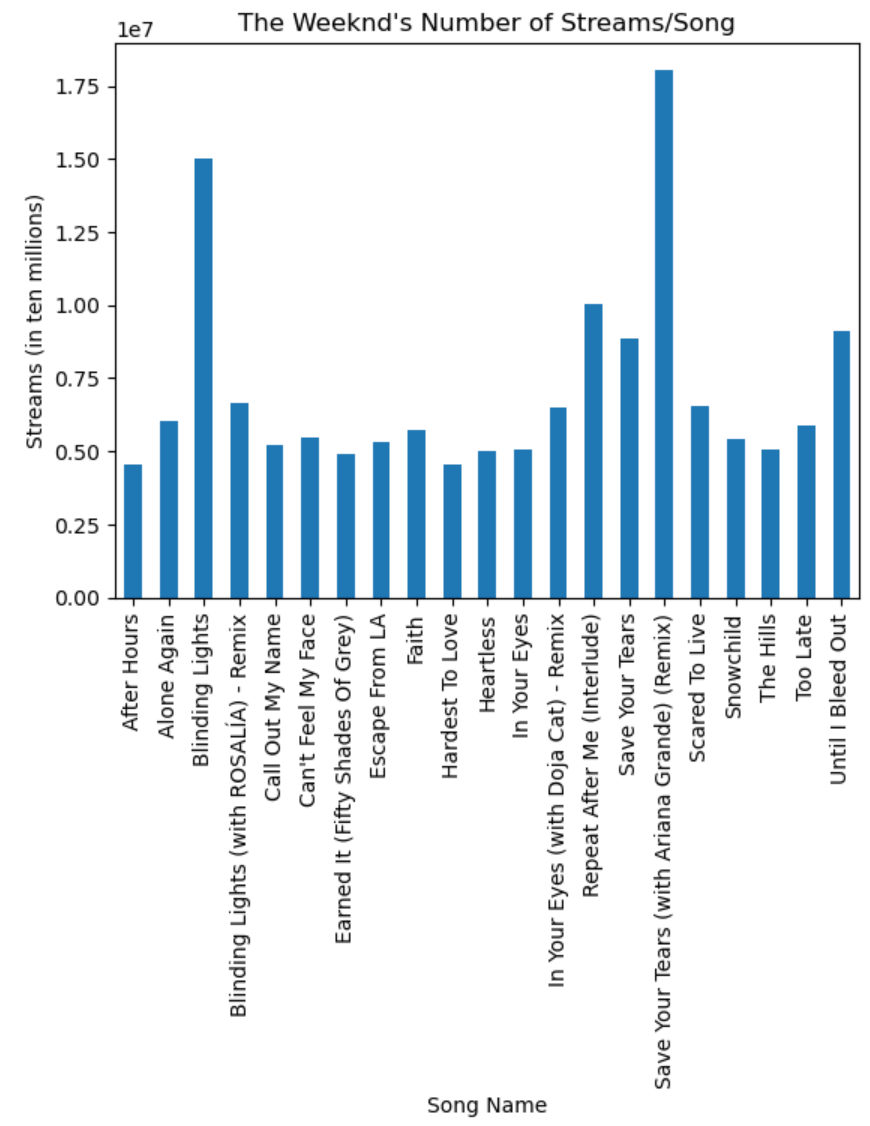 The Weeknd's Number of Streams/Song
1e7
Streams (in ten millions)
1.75
1.50
1.25
1.00
0.75
0.50
0.25
0.00
After Hours
Alone Again
Blinding Lights
Blinding Lights (with ROSALÍA) - Remix
Call Out My Name
Can't Feel My Face
Earned It (Fifty Shades Of Grey)
Escape From LA
Faith
Hardest To Love
Heartless
In Your Eyes
In Your Eyes (with Doja Cat) - Remix
Repeat After Me (Interlude)
Save Your Tears
Save Your Tears (with Ariana Grande) (Remix)
Scared To Live
Snowchild
The Hills
Too Late
Until I Bleed Out
Song Name